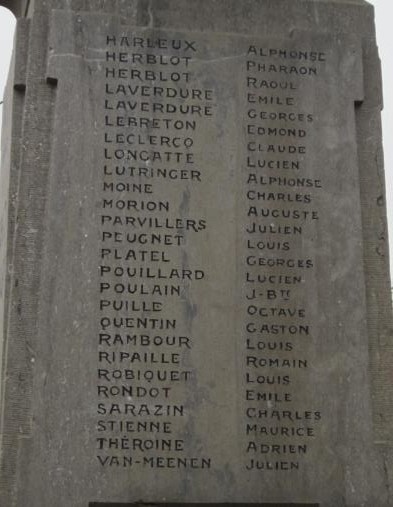 HARLEUX ALPHONSE
HERBLOT PHARAON
HERBLOT RAOUL
LAVERDURE EMILE
LAVERDURE GEORGES
LEBRETON EDMOND
LECLERCQ CLAUDE
LONGATTE LUCIEN
LUTRINGER ALPHONSE
MOINE CHARLES
MORION AUGUSTE
PARVILLERS JULIEN
PEUGNET LOUIS
PLATEL GEORGES
POUILLARD LUCIEN
POULAIN J-BTE
PUILLE OCTAVE
QUENTIN GASTON
RAMBOUR LOUIS
RIPAILLE ROMAIN
ROBIQUET LOUIS
RONDOT EMILE
SARAZIN CHARLES
STIENNE MAURICE
THÉROINE ADRIEN
VAN-MEENEN JULIEN